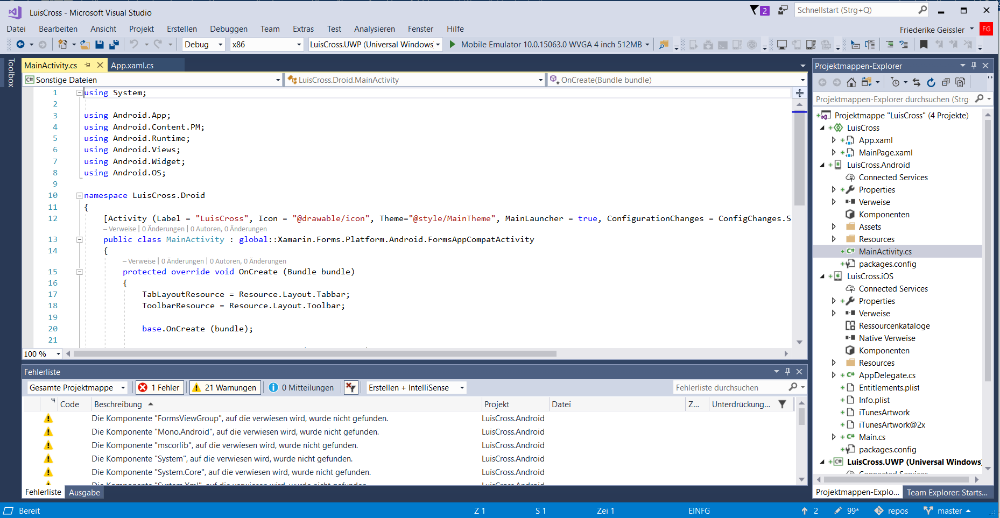 LuisCross - Microsoft Visual Studio
2
Schnellstart (Strg+Q)
Datei Bearbeiten Ansicht Projekt Erstellen Debuggen Team Extras Test Analysieren Fenster Hilfe
Friederike Geissler FG
Debug x86 LuisCross.UWP (Universal Windows) Mobile Emulator 10.0.15063.0 WVGA 4 inch 512MB
Toolbox
MainActivity.cs App.xaml.cs
Sonstige Dateien LuisCross.Droid.MainActivity OnCreate(Bundle bundle)
1 using System;
2
3 using Android.App;
4 using Android.Content.PM;
5 using Android.Runtime;
6 using Android.Views;
7 using Android.Widget;
8 using Android.OS;
9
10 namespace LuisCross.Droid
11 {
12 [Activity (Label = "LuisCross", Icon = "@drawable/icon", Theme="@style/MainTheme", MainLauncher = true, ConfigurationChanges = ConfigChanges.S
– Verweise | 0 Änderungen | 0 Autoren, 0 Änderungen
13 public class MainActivity : global::Xamarin.Forms.Platform.Android.FormsAppCompatActivity
14 {
– Verweise | 0 Änderungen | 0 Autoren, 0 Änderungen
15 protected override void OnCreate (Bundle bundle)
16 {
17 TabLayoutResource = Resource.Layout.Tabbar;
18 ToolbarResource = Resource.Layout.Toolbar;
19
20 base.OnCreate (bundle);
21
100 %
Fehlerliste
Gesamte Projektmappe 1 Fehler 21 Warnungen 0 Mitteilungen Erstellen + IntelliSense Fehlerliste durchsuchen
Code Beschreibung Projekt Datei Z... Unterdrückung...
Die Komponente "FormsViewGroup", auf die verwiesen wird, wurde nicht gefunden. LuisCross.Android
Die Komponente "Mono.Android", auf die verwiesen wird, wurde nicht gefunden. LuisCross.Android
Die Komponente "mscorlib", auf die verwiesen wird, wurde nicht gefunden. LuisCross.Android
Die Komponente "System", auf die verwiesen wird, wurde nicht gefunden. LuisCross.Android
Die Komponente "System.Core", auf die verwiesen wird, wurde nicht gefunden. LuisCross.Android
Die Komponente "System.Xml", auf die verwiesen wird, wurde nicht gefunden. LuisCross.Android
Fehlerliste Ausgabe
Projektmappen-Explorer
Projektmappen-Explorer durchsuchen (Strg
Projektmappe "LuisCross" (4 Projekte)
LuisCross
App.xaml
MainPage.xaml
LuisCross.Android
Connected Services
Properties
Verweise
Komponenten
Assets
Resources
MainActivity.cs
packages.config
LuisCross.iOS
Connected Services
Properties
Verweise
Ressourcenkataloge
Native Verweise
Komponenten
Resources
AppDelegate.cs
Entitlements.plist
Info.plist
iTunesArtwork
iTunesArtwork@2x
Main.cs
packages.config
LuisCross.UWP (Universal Windows)
Connected Services
Projektmappen-Explo... Team Explorer: Starts...
Bereit Z 1 S 1 Zei 1 EINFG 2 99* repos master